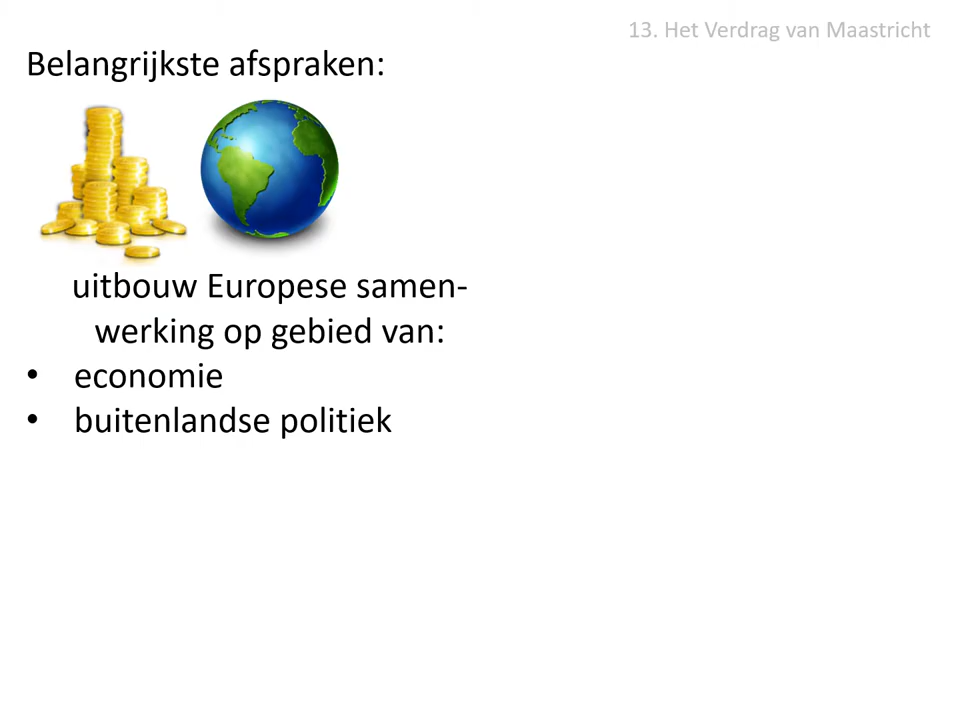 13. Het Verdrag van Maastricht
Belangrijkste afspraken:
uitbouw Europese samen-
werking op gebied van:
• economie
• buitenlandse politiek